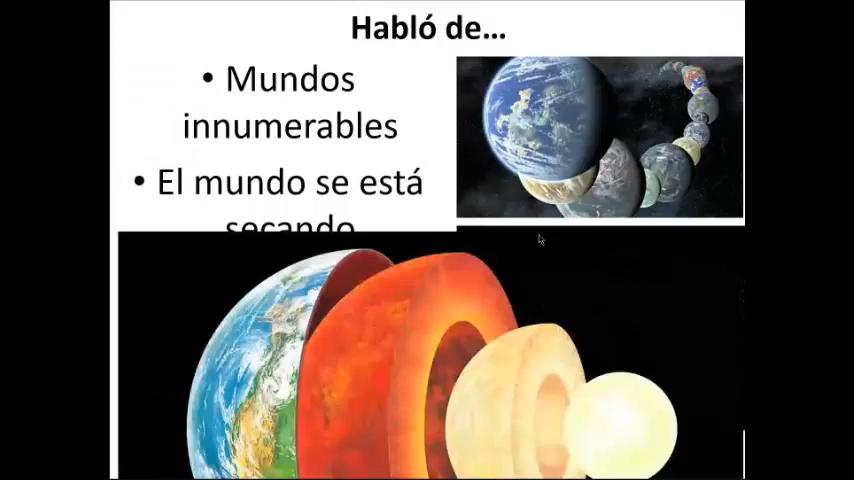 Habló de...
• Mundos
innumerables
• El mundo se está
secando